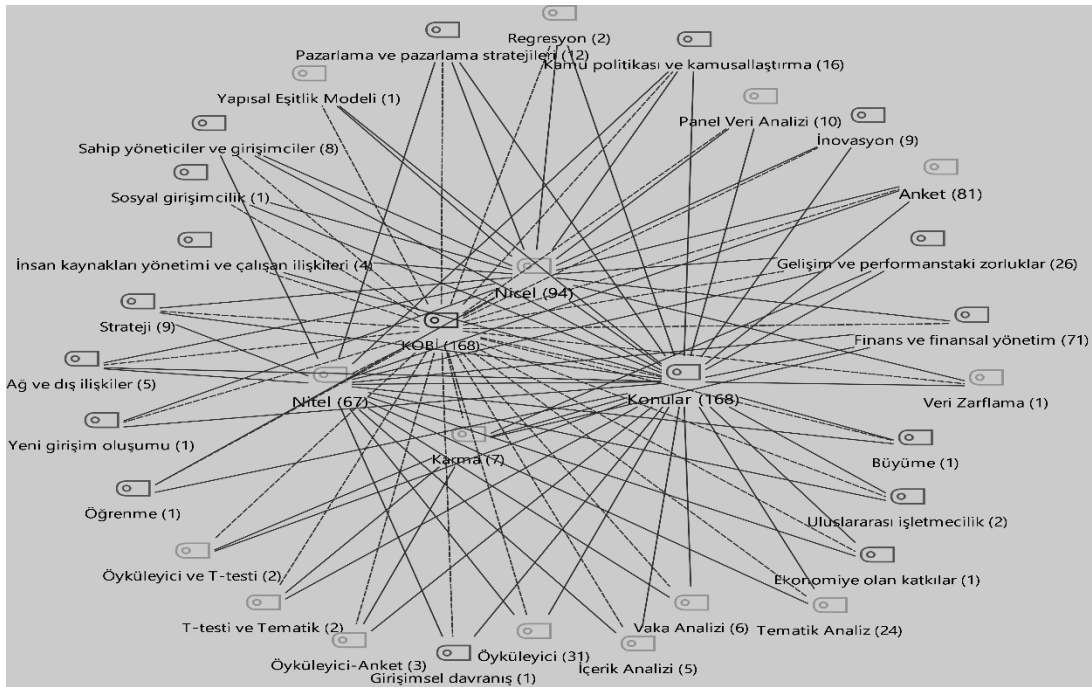 Regresyon (2)
Pazarlama ve pazarlama stratejileri (12)
Kamu politikası ve kamusallaştırma (16)
Yapısal Eşitlik Modeli (1)
Panel Veri Analizi (10)
İnovasyon (9)
Sahip yöneticiler ve girişimciler (8)
Sosyal girişimcilik (1)
Anket (81)
İnsan kaynakları yönetimi ve çalışan ilişkileri (4)
Gelişim ve performanstaki zorluklar (26)
Nicel (94)
Strateji (9)
KOBİ (168)
Finans ve finansal yönetim (71)
Ağ ve dış ilişkiler (5)
Nitel (67)
Konular (168)
Veri Zarflama (1)
Yeni girişim oluşumu (1)
Karma (7)
Büyüme (1)
Öğrenme (1)
Uluslararası işletmecilik (2)
Öyküleyici ve T-testi (2)
Ekonomiye olan katkılar (1)
T-testi ve Tematik (2)
Vaka Analizi (6)
Tematik Analiz (24)
Öyküleyici-Anket (3)
Öyküleyici (31)
İçerik Analizi (5)
Girişimsel davranış (1)